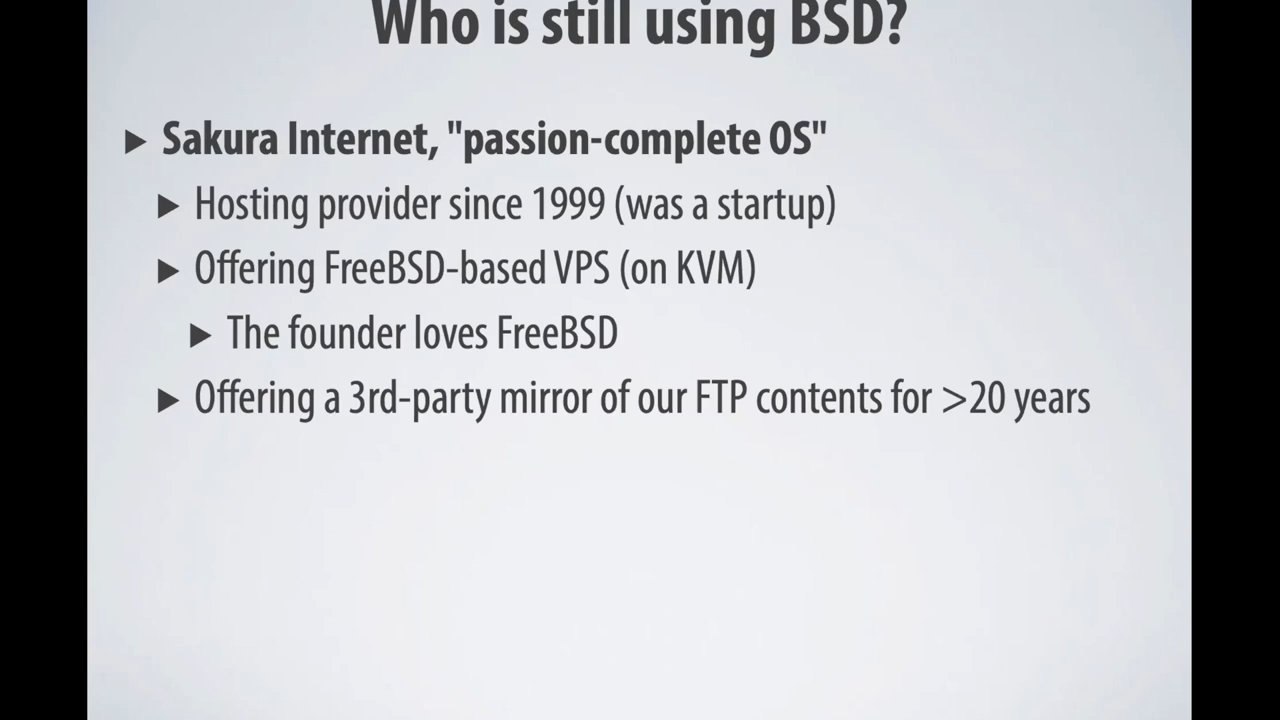 Who is still using BSD?
▶ Sakura Internet, "passion-complete OS"
▶ Hosting provider since 1999 (was a startup)
▶ Offering FreeBSD-based VPS (on KVM)
▶ The founder loves FreeBSD
▶ Offering a 3rd-party mirror of our FTP contents for >20 years